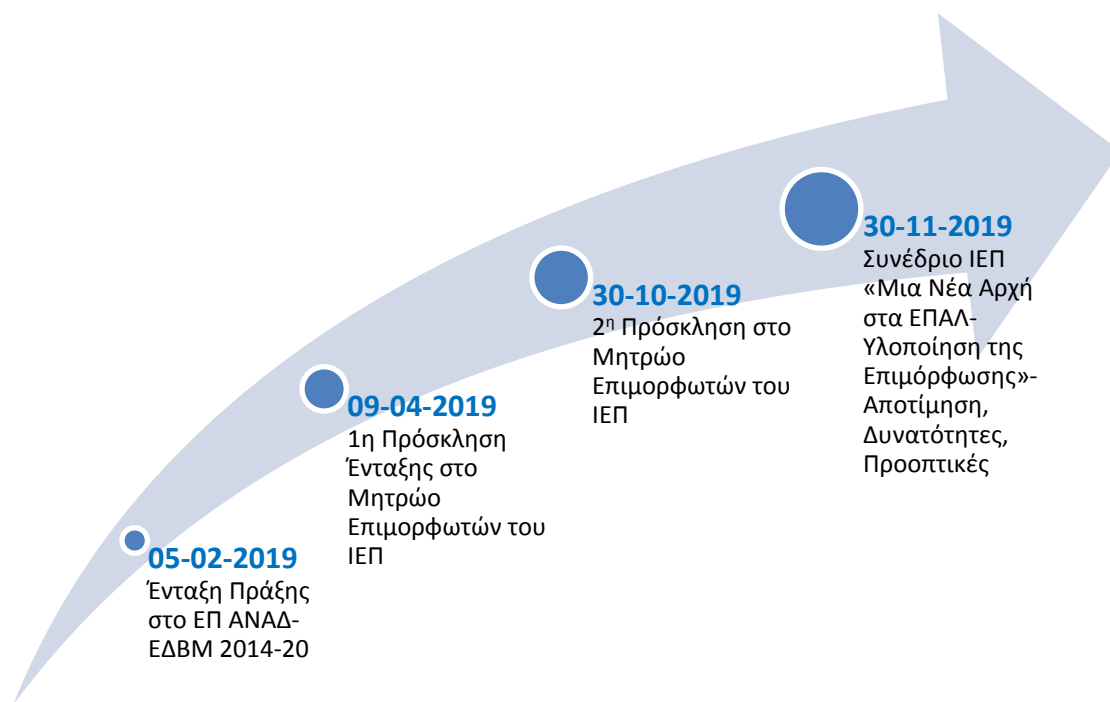 05-02-2019
Ένταξη Πράξης
στο ΕΠ ΑΝΑΔ-
ΕΔΒΜ 2014-20
09-04-2019
1η Πρόσκληση
Ένταξης στο
Μητρώο
Επιμορφωτών του
ΙΕΠ
30-10-2019
2η Πρόσκληση στο
Μητρώο
Επιμορφωτών του
ΙΕΠ
30-11-2019
Συνέδριο ΙΕΠ
«Μια Νέα Αρχή
στα ΕΠΑΛ-
Υλοποίηση της
Επιμόρφωσης»-
Αποτίμηση,
Δυνατότητες,
Προοπτικές